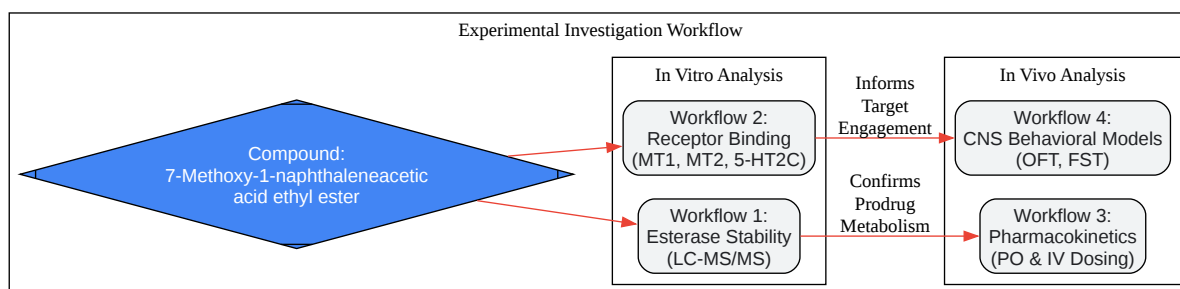 Experimental Investigation Workflow
Compound:
7-Methoxy-1-naphthaleneacetic
acid ethyl ester
In Vitro Analysis
Workflow 2:
Receptor Binding
(MT1, MT2, 5-HT2C)
Workflow 1:
Esterase Stability
(LC-MS/MS)
Informs
Target
Engagement
Confirms
Prodrug
Metabolism
In Vivo Analysis
Workflow 4:
CNS Behavioral Models
(OFT, FST)
Workflow 3:
Pharmacokinetics
(PO & IV Dosing)